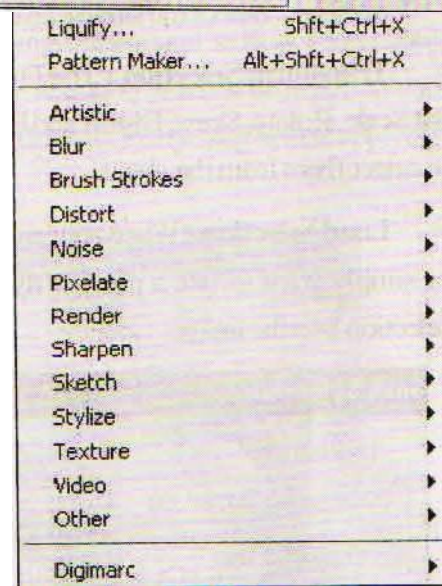 Liquify... Shft+Ctrl+X
Pattern Maker... Alt+Shft+Ctrl+X
Artistic
Blur
Brush Strokes
Distort
Noise
Pixelate
Render
Sharpen
Sketch
Stylize
Texture
Video
Other
Digimarc